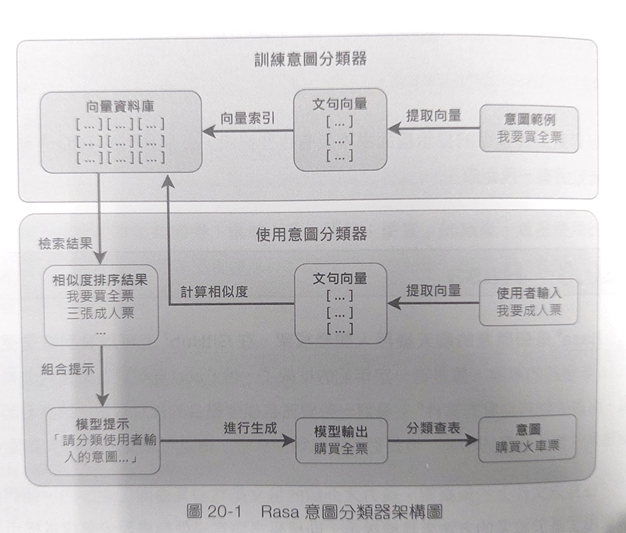 訓練意圖分類器
向量資料庫
[...][...][...]
[...][...][...]
[...][...][...]
向量索引
文句向量
[...]
[...]
[...]
提取向量
意圖範例
我要買全票
使用意圖分類器
檢索結果
相似度排序結果
我要買全票
三張成人票
...
計算相似度
文句向量
[...]
[...]
[...]
提取向量
使用者輸入
我要成人票
組合提示
模型提示
「請分類使用者輸
入的意圖...」
進行生成
模型輸出
購買全票
分類查表
意圖
購買火車票
圖 20-1 Rasa 意圖分類器架構圖